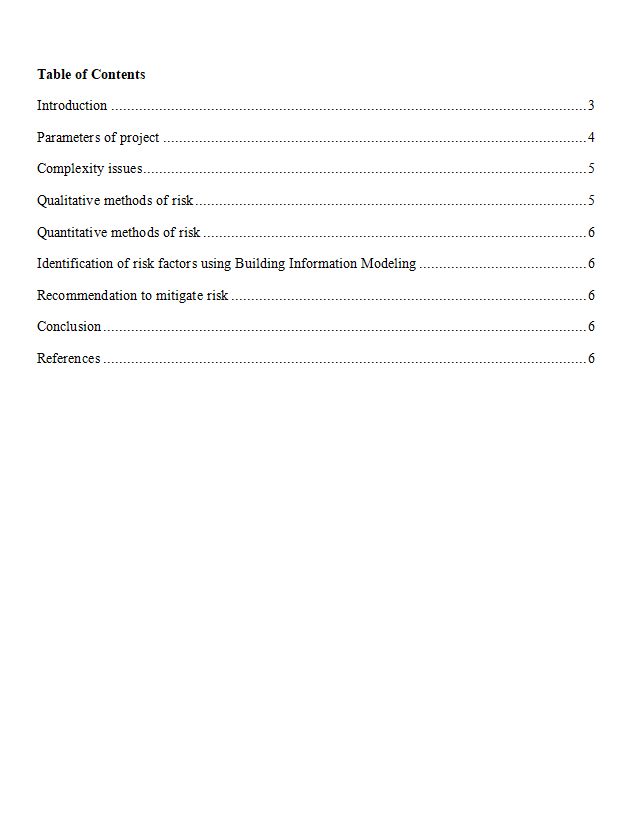 Table of Contents
Introduction ........................................................................................................................3
Parameters of project ..........................................................................................................4
Complexity issues...............................................................................................................5
Qualitative methods of risk..................................................................................................5
Quantitative methods of risk ................................................................................................6
Identification of risk factors using Building Information Modeling ..........................................6
Recommendation to mitigate risk .........................................................................................6
Conclusion.........................................................................................................................6
References .........................................................................................................................6